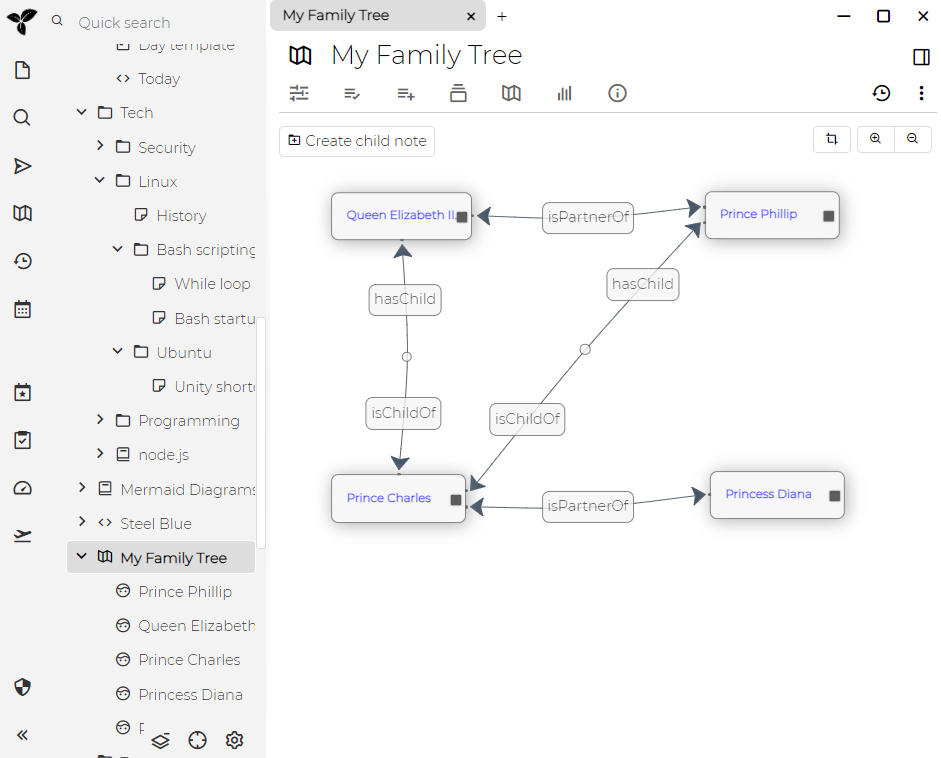 Quick search
Day template
Today
Tech
Security
Linux
History
Bash scripting
While loop
Bash startu
Ubuntu
Unity short
Programming
node.js
Mermaid Diagrams
Steel Blue
My Family Tree
Prince Phillip
Queen Elizabeth
Prince Charles
Princess Diana
My Family Tree
My Family Tree
Create child note
Queen Elizabeth II.
isPartnerOf
Prince Phillip
hasChild
hasChild
isChildOf
isChildOf
Prince Charles
isPartnerOf
Princess Diana